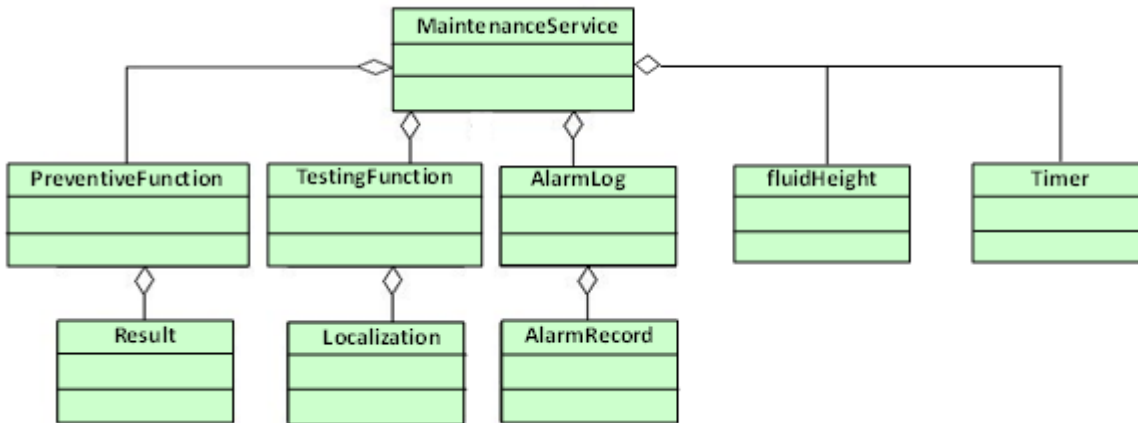 MaintenanceService
PreventiveFunction
TestingFunction
AlarmLog
fluidHeight
Timer
Result
Localization
AlarmRecord